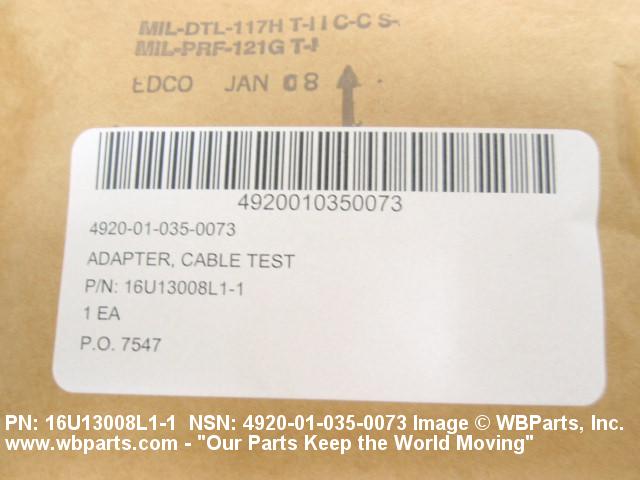 MIL-DTL-117H T-I I C-C S-
MIL-PRF-121G T-I
EDCO JAN 08
4920010350073
4920-01-035-0073
ADAPTER, CABLE TEST
P/N: 16U13008L1-1
1 EA
P.O. 7547
PN: 16U13008L1-1 NSN: 4920-01-035-0073 Image © WBParts, Inc.
www.wbparts.com - "Our Parts Keep the World Moving"